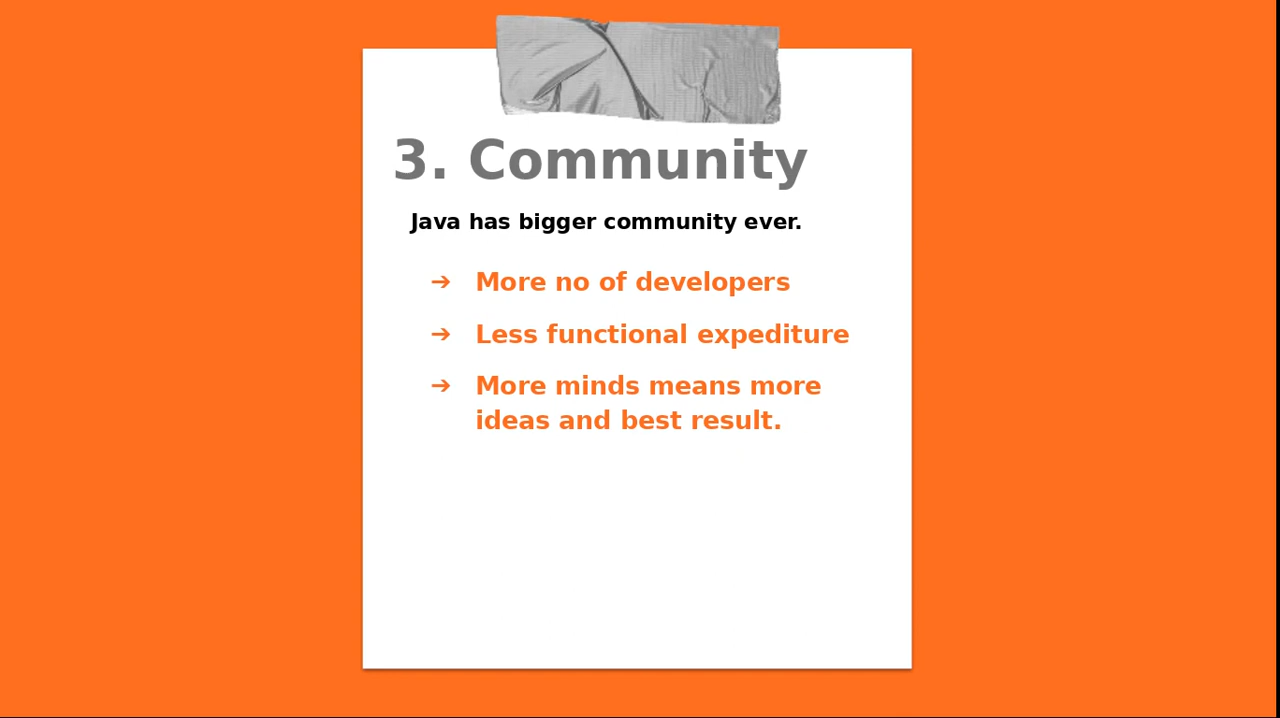 3. Community
Java has bigger community ever.
➔ More no of developers
➔ Less functional expediture
➔ More minds means more
ideas and best result.